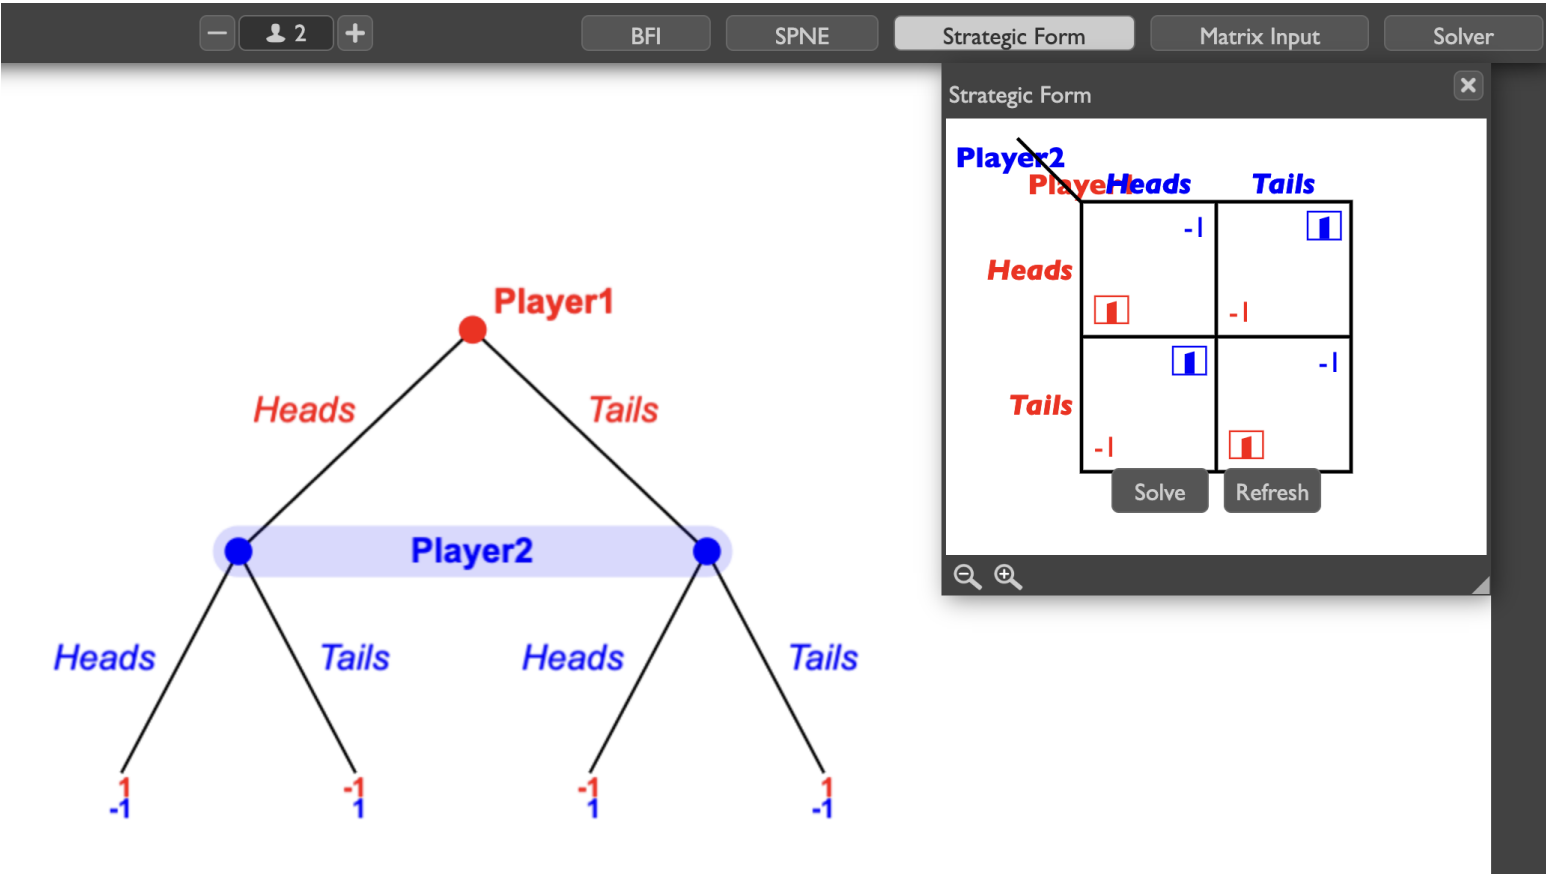 2
BFI
SPNE
Strategic Form
Matrix Input
Solver
Strategic Form
Player2
Player1
Heads Tails
-1 1
Heads
1 -1
1 -1
Tails
-1 1
Solve Refresh
Player1
Heads Tails
Player2
Heads Tails Heads Tails
1 -1 -1 1
-1 1 1 -1